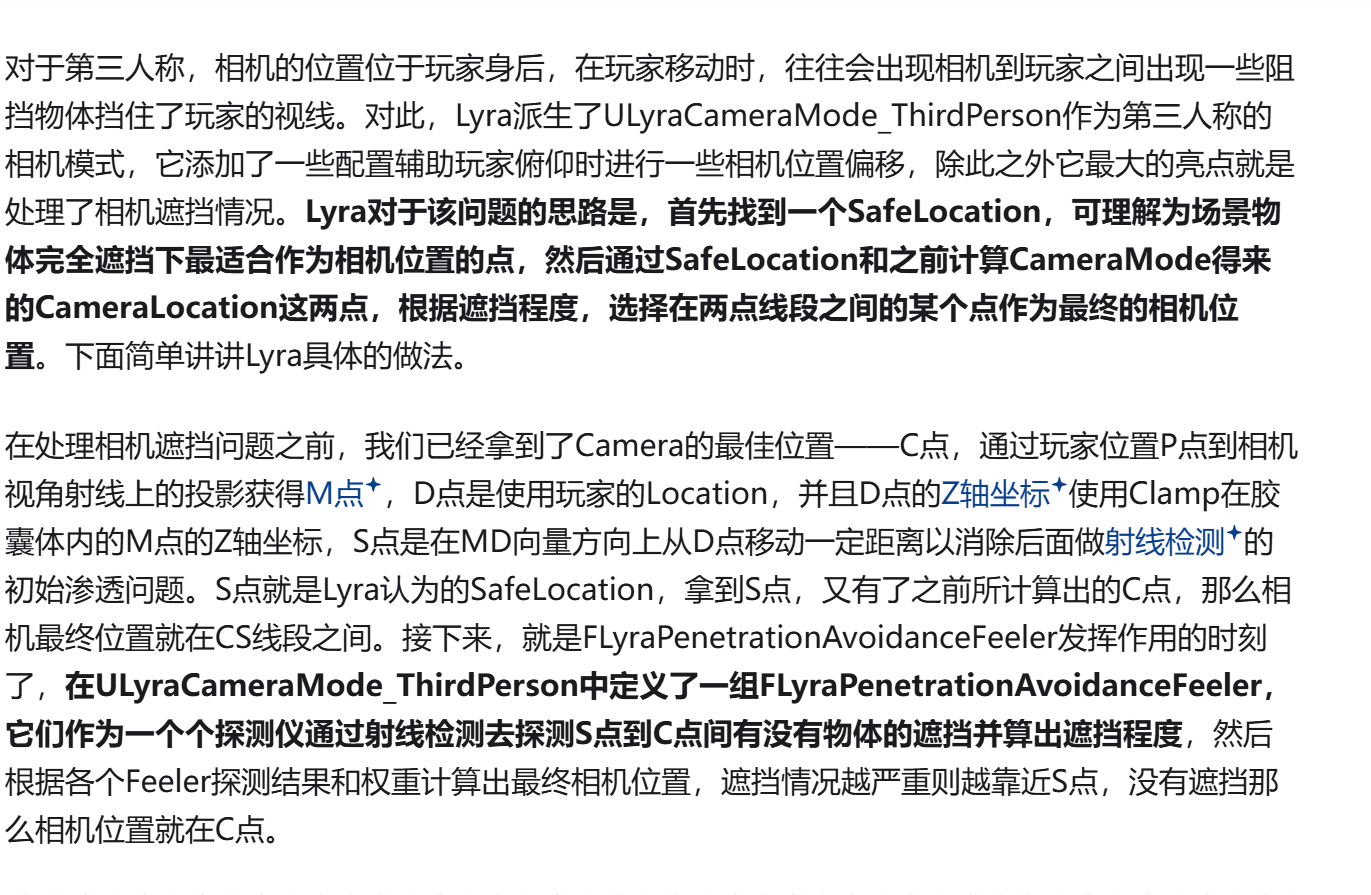 对于第三人称，相机的位置位于玩家身后，在玩家移动时，往往会出现相机到玩家之间出现一些阻
挡物体挡住了玩家的视线。对此，Lyra派生了ULyraCameraMode_ThirdPerson作为第三人称的
相机模式，它添加了一些配置辅助玩家俯仰时进行一些相机位置偏移，除此之外它最大的亮点就是
处理了相机遮挡情况。Lyra对于该问题的思路是，首先找到一个SafeLocation，可理解为场景物
体完全遮挡下最适合作为相机位置的点，然后通过SafeLocation和之前计算CameraMode得来
的CameraLocation这两点，根据遮挡程度，选择在两点线段之间的某个点作为最终的相机位
置。下面简单讲讲Lyra具体的做法。
在处理相机遮挡问题之前，我们已经拿到了Camera的最佳位置——C点，通过玩家位置P点到相机
视角射线上的投影获得M点，D点是使用玩家的Location，并且D点的Z轴坐标使用Clamp在胶
囊体内的M点的Z轴坐标，S点是在MD向量方向上从D点移动一定距离以消除后面做射线检测的
初始渗透问题。S点就是Lyra认为的SafeLocation，拿到S点，又有了之前所计算出的C点，那么相
机最终位置就在CS线段之间。接下来，就是FLyraPenetrationAvoidanceFeeler发挥作用的时刻
了，在ULyraCameraMode_ThirdPerson中定义了一组FLyraPenetrationAvoidanceFeeler，
它们作为一个个探测仪通过射线检测去探测S点到C点间有没有物体的遮挡并算出遮挡程度，然后
根据各个Feeler探测结果和权重计算出最终相机位置，遮挡情况越严重则越靠近S点，没有遮挡那
么相机位置就在C点。